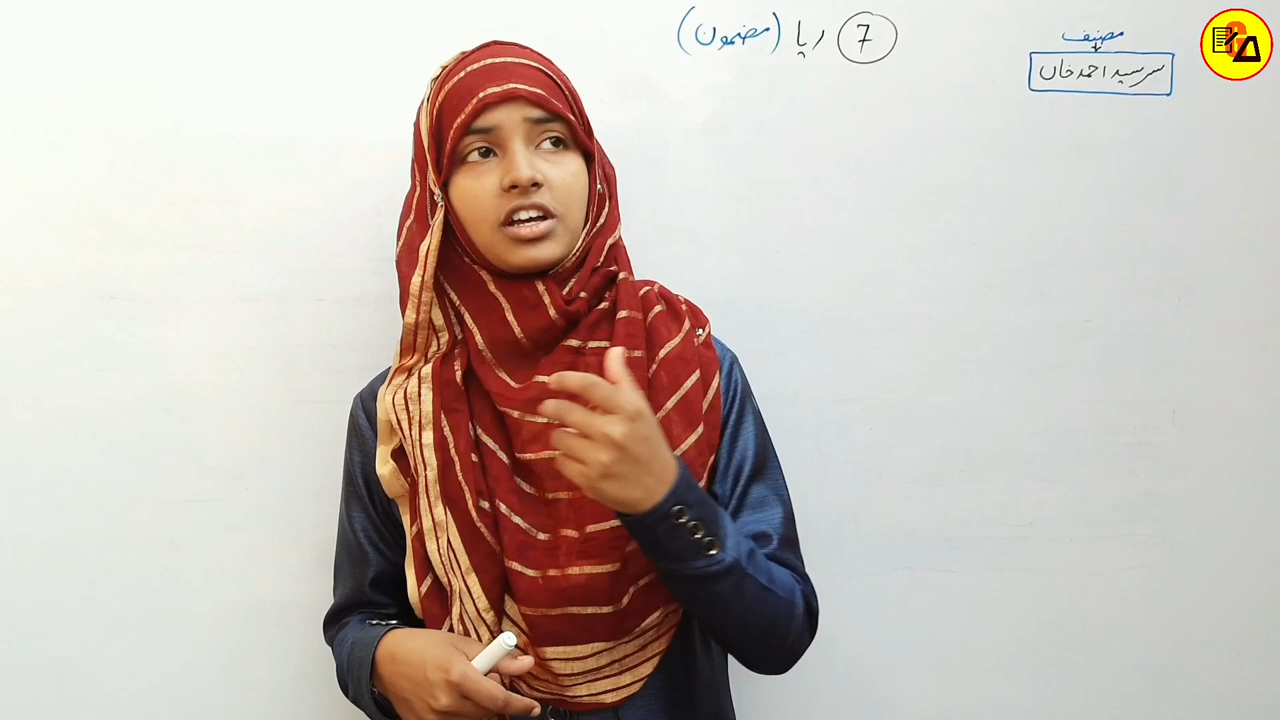 7 ریا (مضمون)
مصنف
سرسید احمد خاں